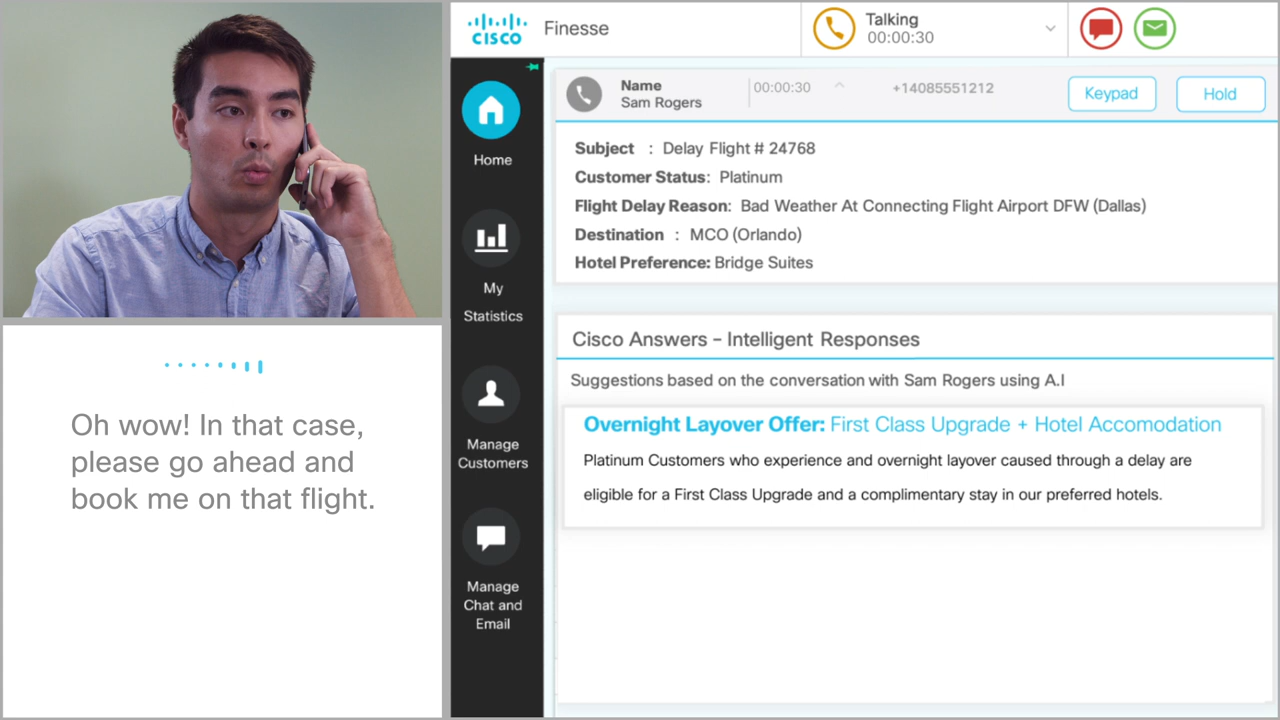 CISCO
Finesse
Talking
00:00:30
Name
Sam Rogers
00:00:30
+14085551212
Keypad
Hold
Home
My
Statistics
Manage
Customers
Manage
Chat and
Email
Subject : Delay Flight # 24768
Customer Status: Platinum
Flight Delay Reason: Bad Weather At Connecting Flight Airport DFW (Dallas)
Destination : MCO (Orlando)
Hotel Preference: Bridge Suites
Cisco Answers - Intelligent Responses
Suggestions based on the conversation with Sam Rogers using A.I
Overnight Layover Offer: First Class Upgrade + Hotel Accomodation
Platinum Customers who experience and overnight layover caused through a delay are
eligible for a First Class Upgrade and a complimentary stay in our preferred hotels.
Oh wow! In that case,
please go ahead and
book me on that flight.